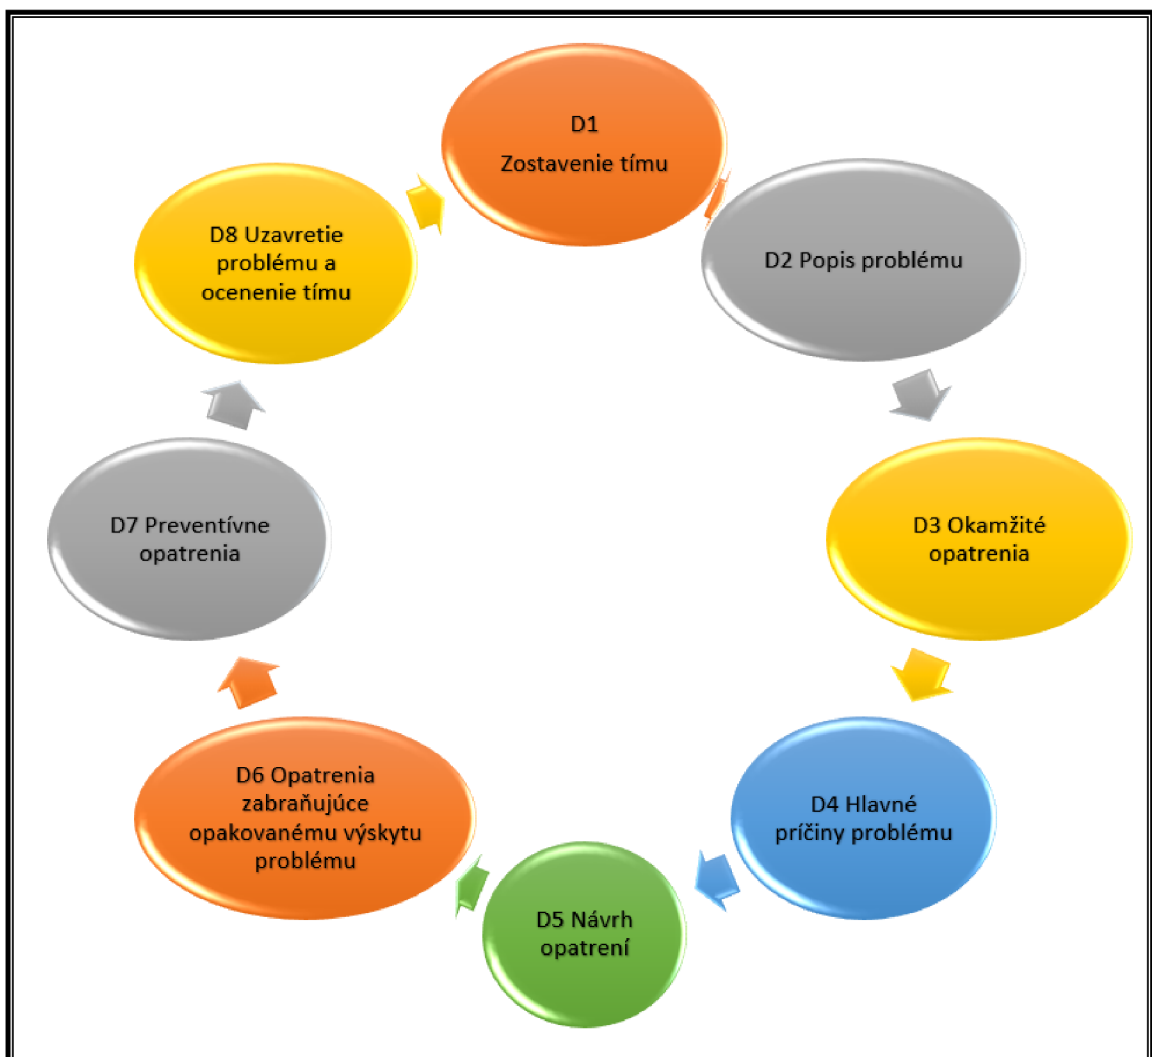 D1
Zostavenie tímu
D2 Popis problému
D3 Okamžité
opatrenia
D4 Hlavné
príčiny problému
D5 Návrh
opatrení
D6 Opatrenia
zabraňujúce
opakovanému výskytu
problému
D7 Preventívne
opatrenia
D8 Uzavretie
problému a
ocenenie tímu